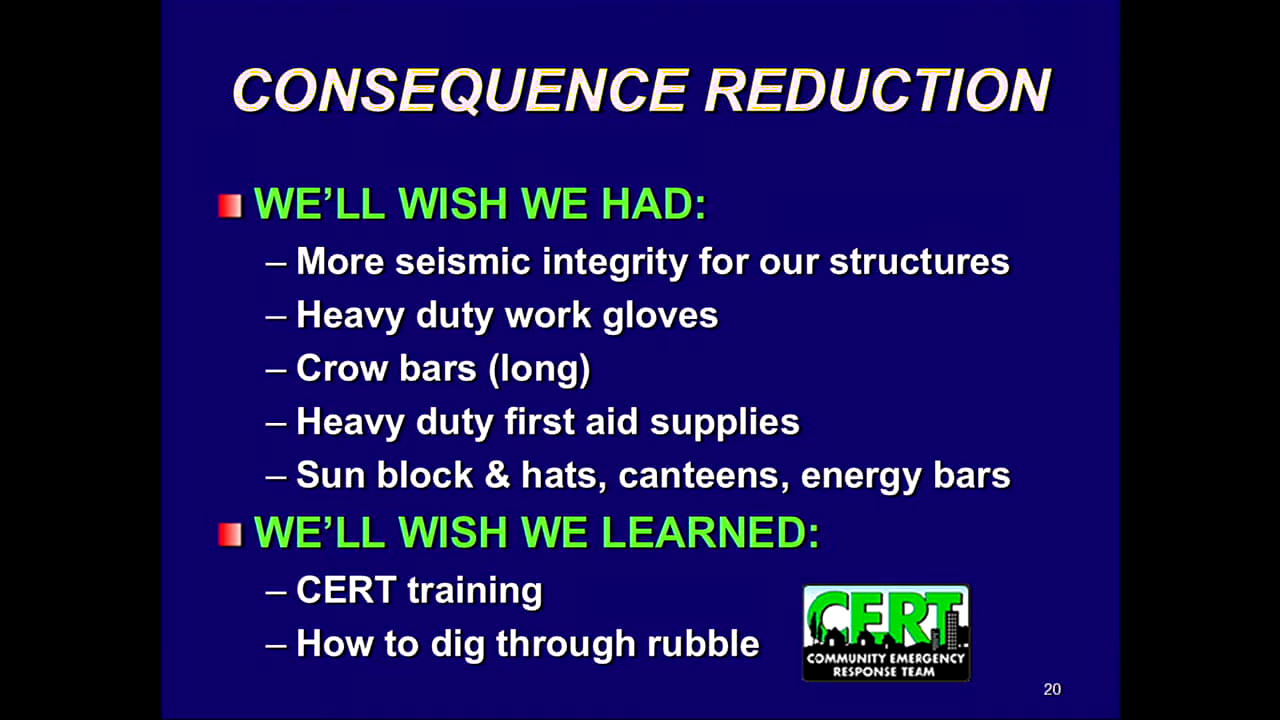 CONSEQUENCE REDUCTION
WE’LL WISH WE HAD:
– More seismic integrity for our structures
– Heavy duty work gloves
– Crow bars (long)
– Heavy duty first aid supplies
– Sun block & hats, canteens, energy bars
WE’LL WISH WE LEARNED:
– CERT training
– How to dig through rubble
CERT
COMMUNITY EMERGENCY
RESPONSE TEAM
20